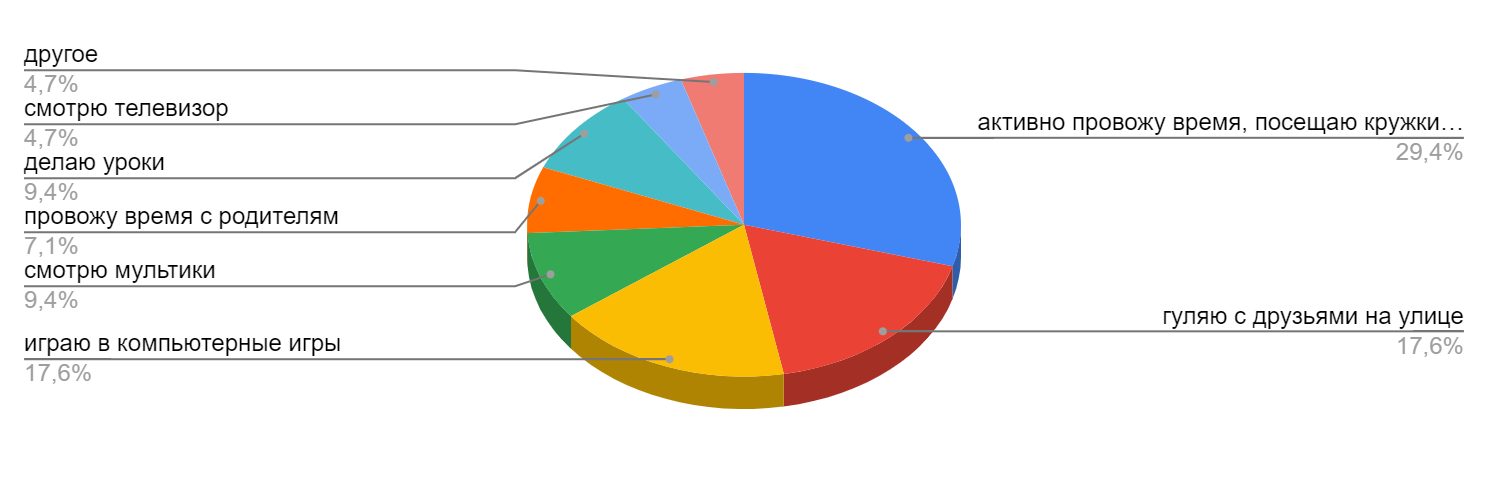 другое
4,7%
смотрю телевизор
4,7%
делаю уроки
9,4%
провожу время с родителям
7,1%
смотрю мультики
9,4%
играю в компьютерные игры
17,6%
активно провожу время, посещаю кружки…
29,4%
гуляю с друзьями на улице
17,6%